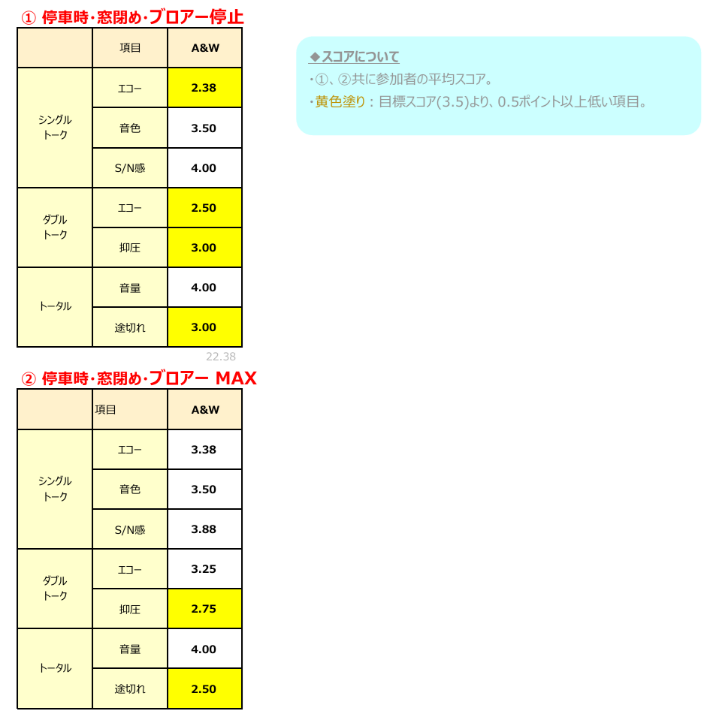 ① 停車時・窓閉め・ブロアー停止
項目 A&W
シングル
トーク
エコー 2.38
音色 3.50
S/N感 4.00
ダブル
トーク
エコー 2.50
抑圧 3.00
トータル
音量 4.00
途切れ 3.00
22.38
◆スコアについて
・①、②共に参加者の平均スコア。
・黄色塗り：目標スコア(3.5)より、0.5ポイント以上低い項目。
② 停車時・窓閉め・ブロアー MAX
項目 A&W
シングル
トーク
エコー 3.38
音色 3.50
S/N感 3.88
ダブル
トーク
エコー 3.25
抑圧 2.75
トータル
音量 4.00
途切れ 2.50